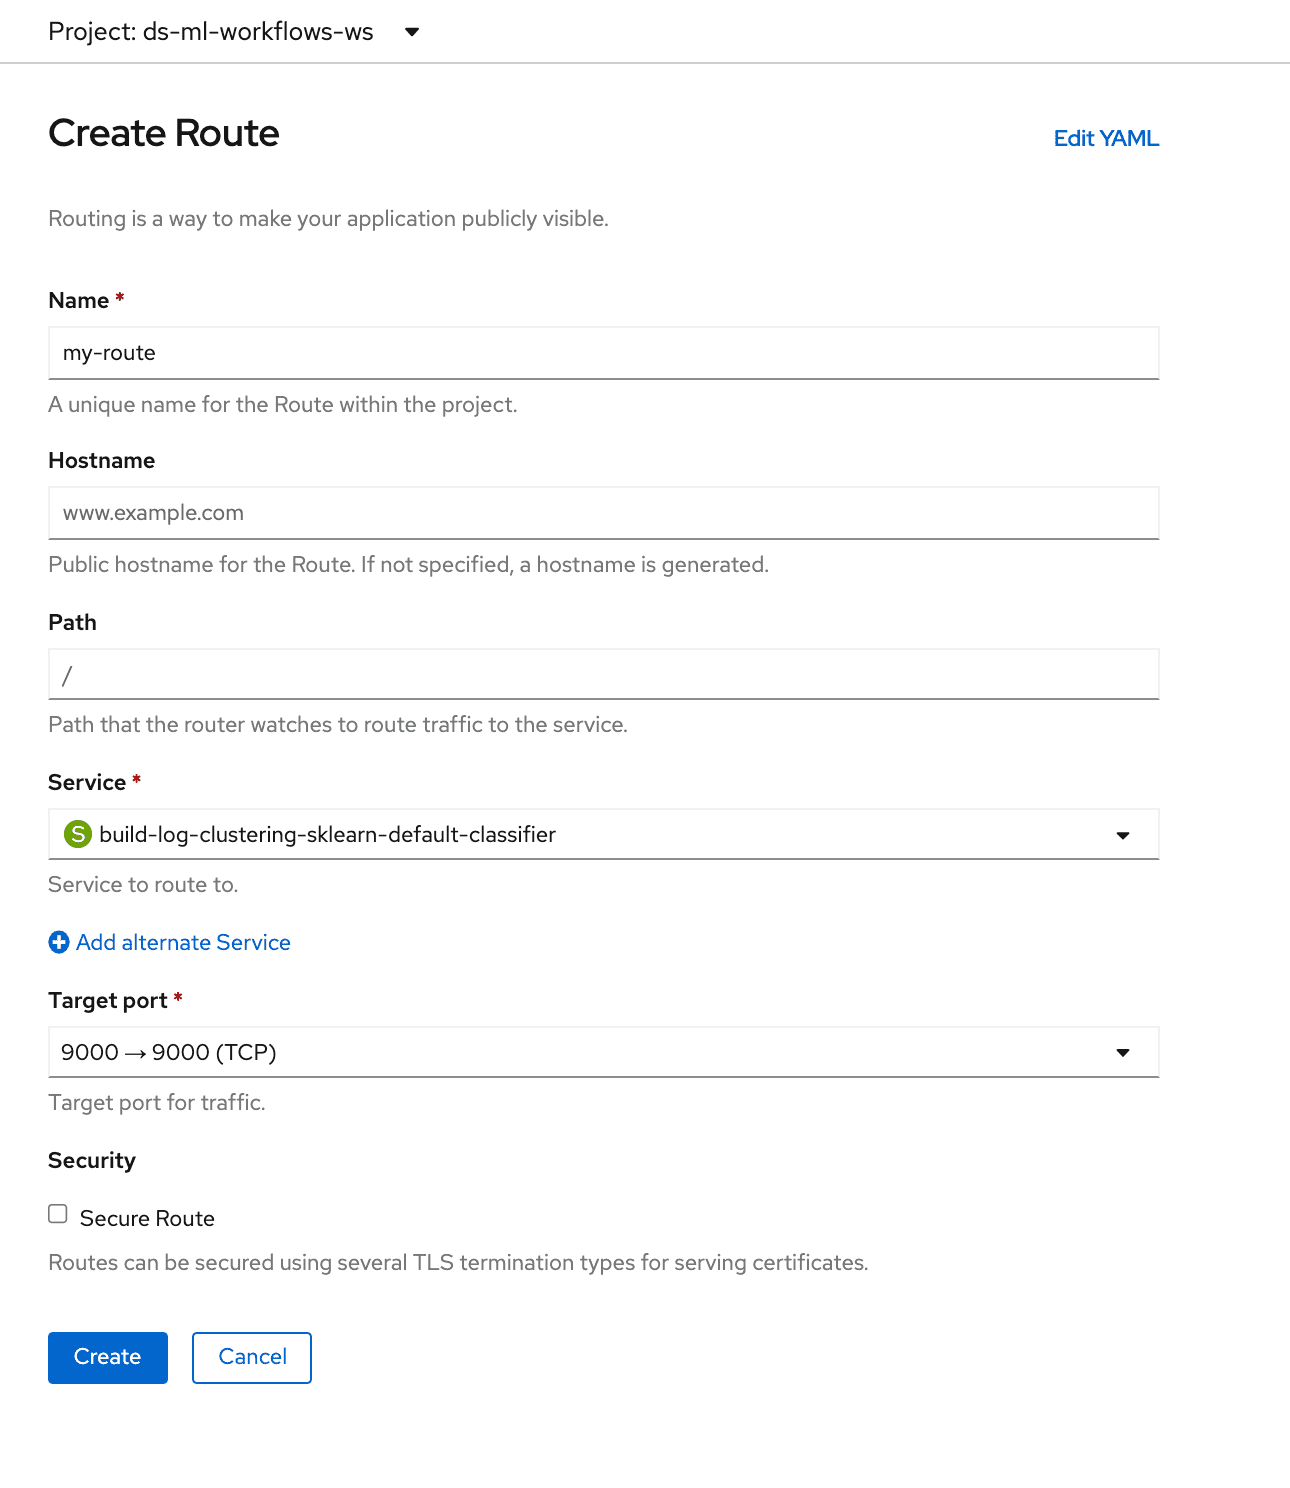 Project: ds-ml-workflows-ws
Create Route
Edit YAML
Routing is a way to make your application publicly visible.
Name *
my-route
A unique name for the Route within the project.
Hostname
www.example.com
Public hostname for the Route. If not specified, a hostname is generated.
Path
/
Path that the router watches to route traffic to the service.
Service *
S build-log-clustering-sklearn-default-classifier
Service to route to.
Add alternate Service
Target port *
9000 → 9000 (TCP)
Target port for traffic.
Security
Secure Route
Routes can be secured using several TLS termination types for serving certificates.
Create Cancel